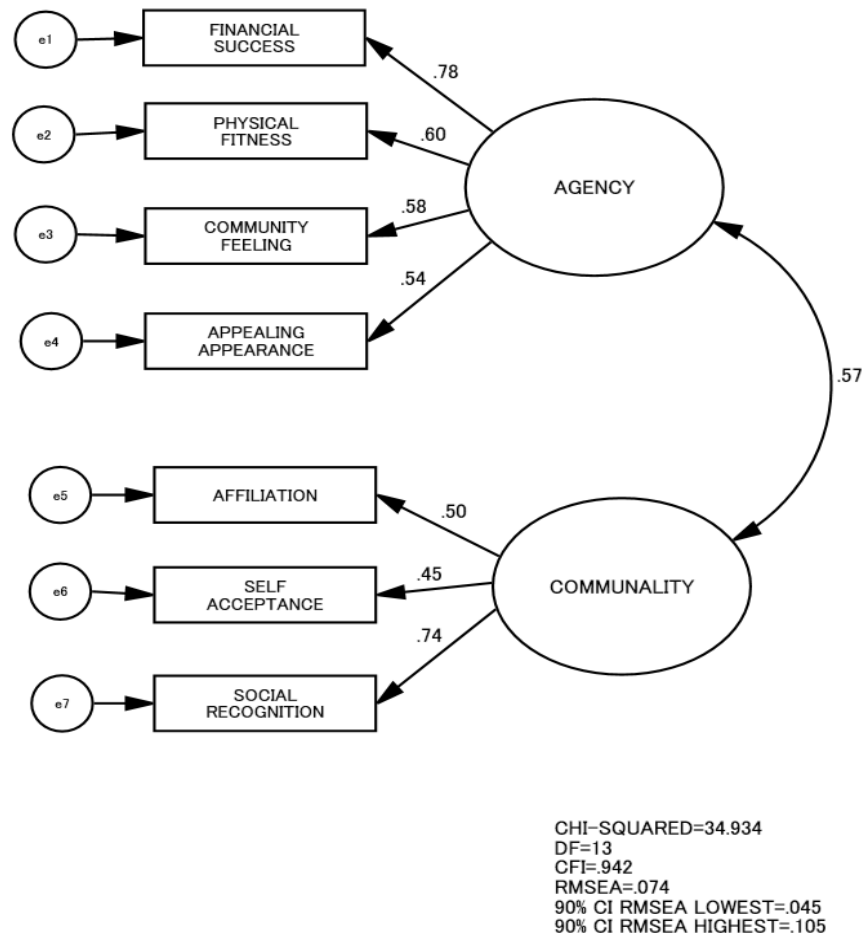 e1
FINANCIAL
SUCCESS
.78
e2
PHYSICAL
FITNESS
.60
AGENCY
e3
COMMUNITY
FEELING
.58
e4
APPEALING
APPEARANCE
.54
.57
e5
AFFILIATION
.50
e6
SELF
ACCEPTANCE
.45
COMMUNALITY
e7
SOCIAL
RECOGNITION
.74
CHI-SQUARED=34.934
DF=13
CFI=.942
RMSEA=.074
90% CI RMSEA LOWEST=.045
90% CI RMSEA HIGHEST=.105